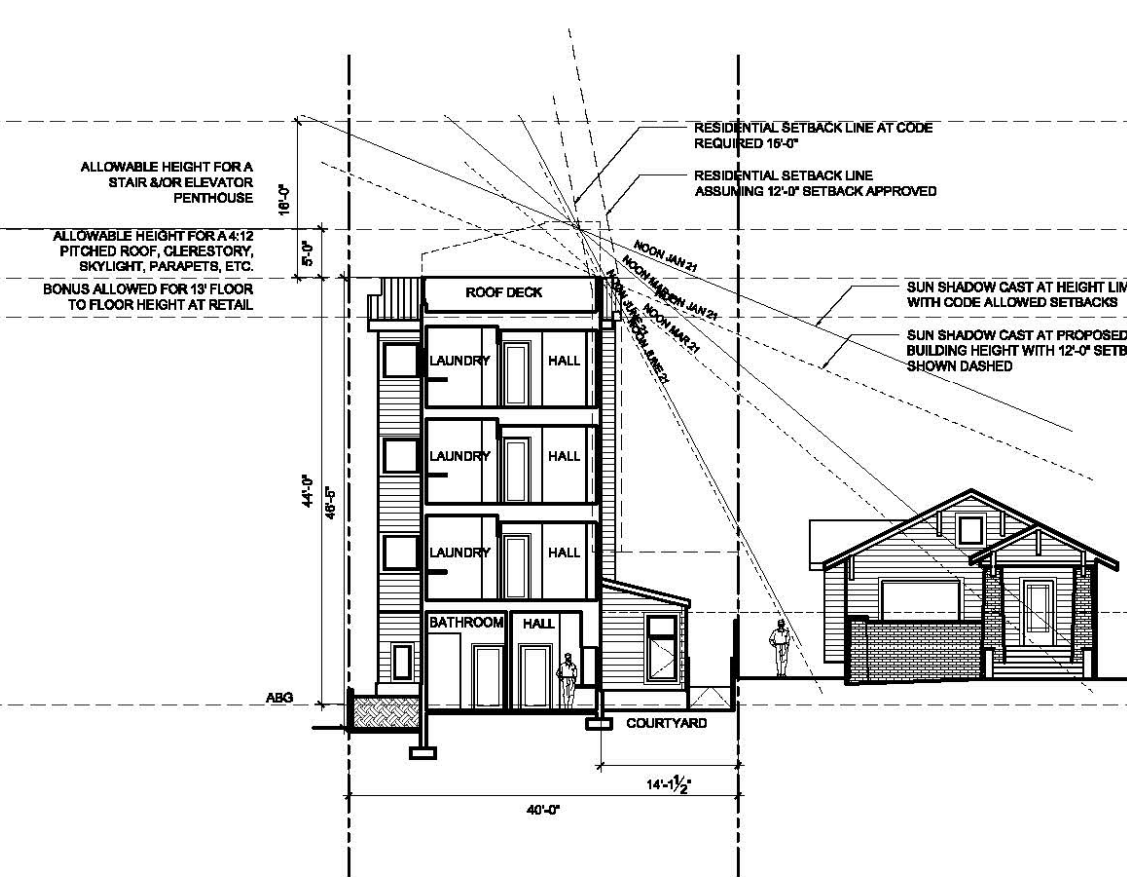 RESIDENTIAL SETBACK LINE AT CODE
REQUIRED 15'-0"
ALLOWABLE HEIGHT FOR A
STAIR &/OR ELEVATOR
PENTHOUSE
RESIDENTIAL SETBACK LINE
ASSUMING 12'-0" SETBACK APPROVED
16'-0"
ALLOWABLE HEIGHT FOR A 4:12
PITCHED ROOF, CLERESTORY,
SKYLIGHT, PARAPETS, ETC.
5'-0"
BONUS ALLOWED FOR 13' FLOOR
TO FLOOR HEIGHT AT RETAIL
NOON JAN 21
NOON MAR 21
NOON JAN 21
NOON JUNE 21
NOON MAR 21
NOON JUNE 21
SUN SHADOW CAST AT HEIGHT LIM
WITH CODE ALLOWED SETBACKS
SUN SHADOW CAST AT PROPOSED
BUILDING HEIGHT WITH 12'-0" SETB
SHOWN DASHED
ROOF DECK
LAUNDRY HALL
LAUNDRY HALL
44'-0"
46'-5"
LAUNDRY HALL
BATHROOM HALL
ABG
COURTYARD
14'-1½"
40'-0"